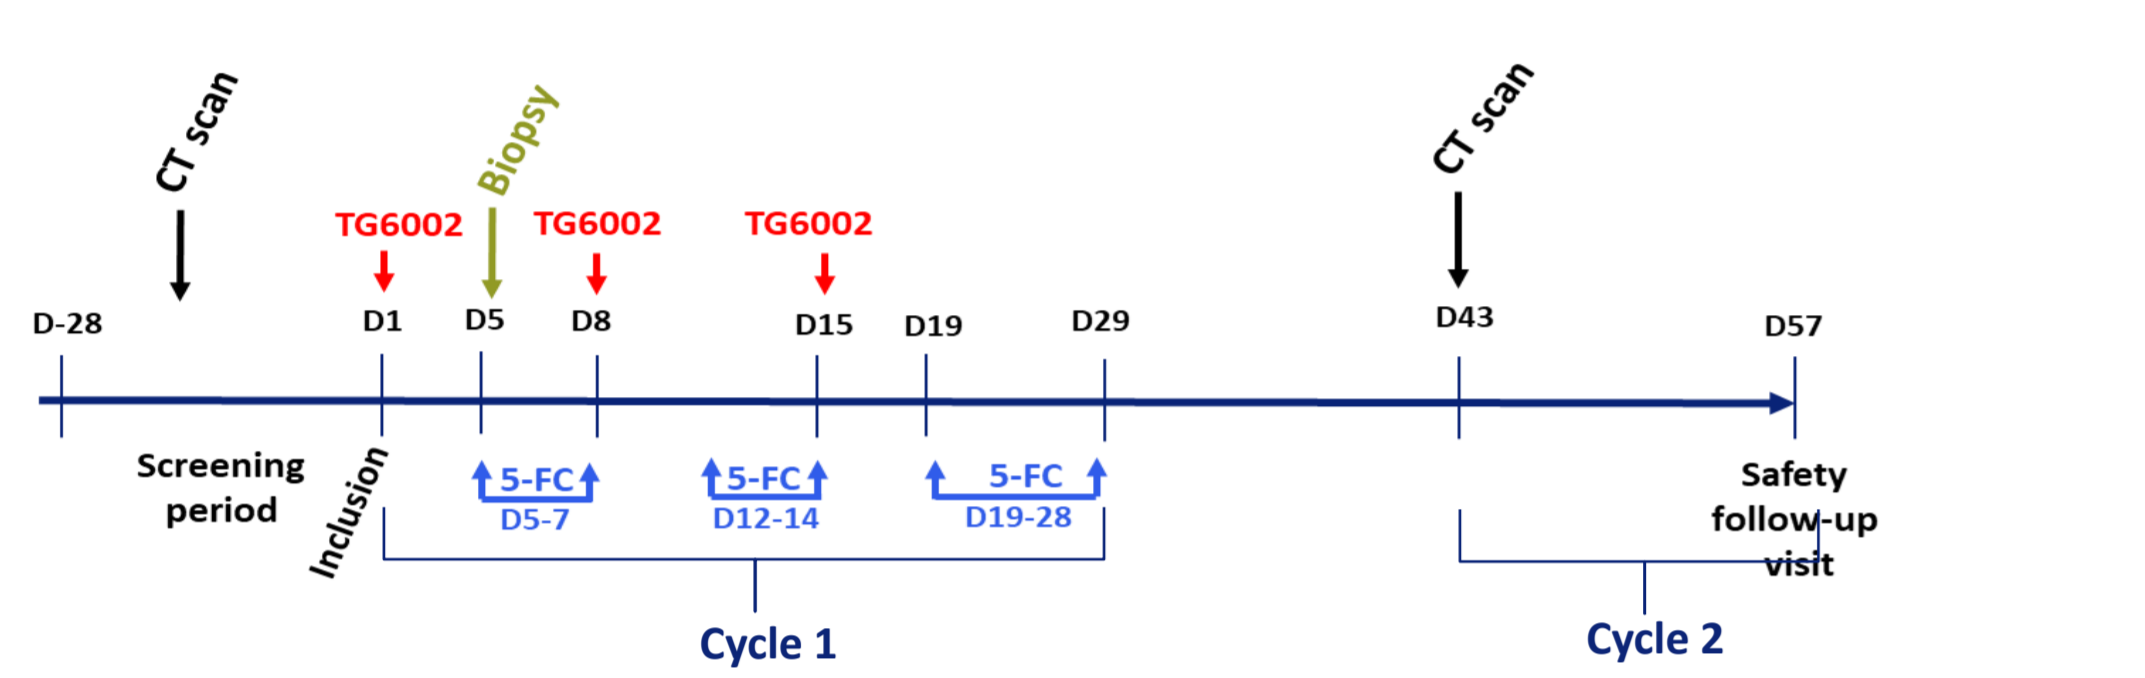 CT scan
Biopsy
CT scan
TG6002
TG6002
TG6002
D-28
D1
D5
D8
D15
D19
D29
D43
D57
Screening
period
Inclusion
5-FC
D5-7
5-FC
D12-14
5-FC
D19-28
Safety
follow-up
visit
Cycle 1
Cycle 2